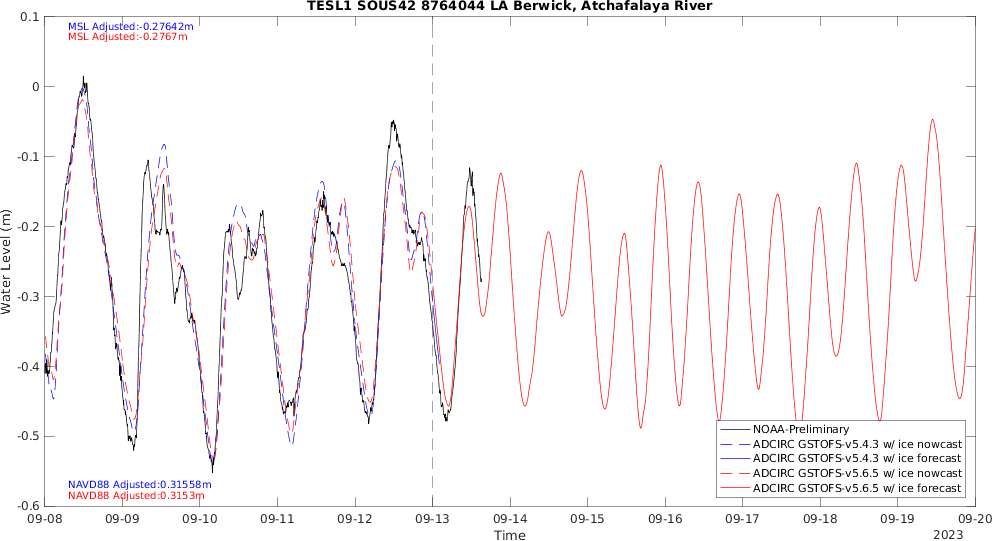 TESL1 SOUS42 8764044 LA Berwick, Atchafalaya River
MSL Adjusted:-0.27642m
MSL Adjusted:-0.2767m
0.1
0
-0.1
-0.2
-0.3
-0.4
-0.5
-0.6
Water Level (m)
NAVD88 Adjusted:0.31558m
NAVD88 Adjusted:0.3153m
NOAA-Preliminary
ADCIRC GSTOFS-v5.4.3 w/ ice nowcast
ADCIRC GSTOFS-v5.4.3 w/ ice forecast
ADCIRC GSTOFS-v5.6.5 w/ ice nowcast
ADCIRC GSTOFS-v5.6.5 w/ ice forecast
09-08 09-09 09-10 09-11 09-12 09-13 09-14 09-15 09-16 09-17 09-18 09-19 09-20
Time
2023